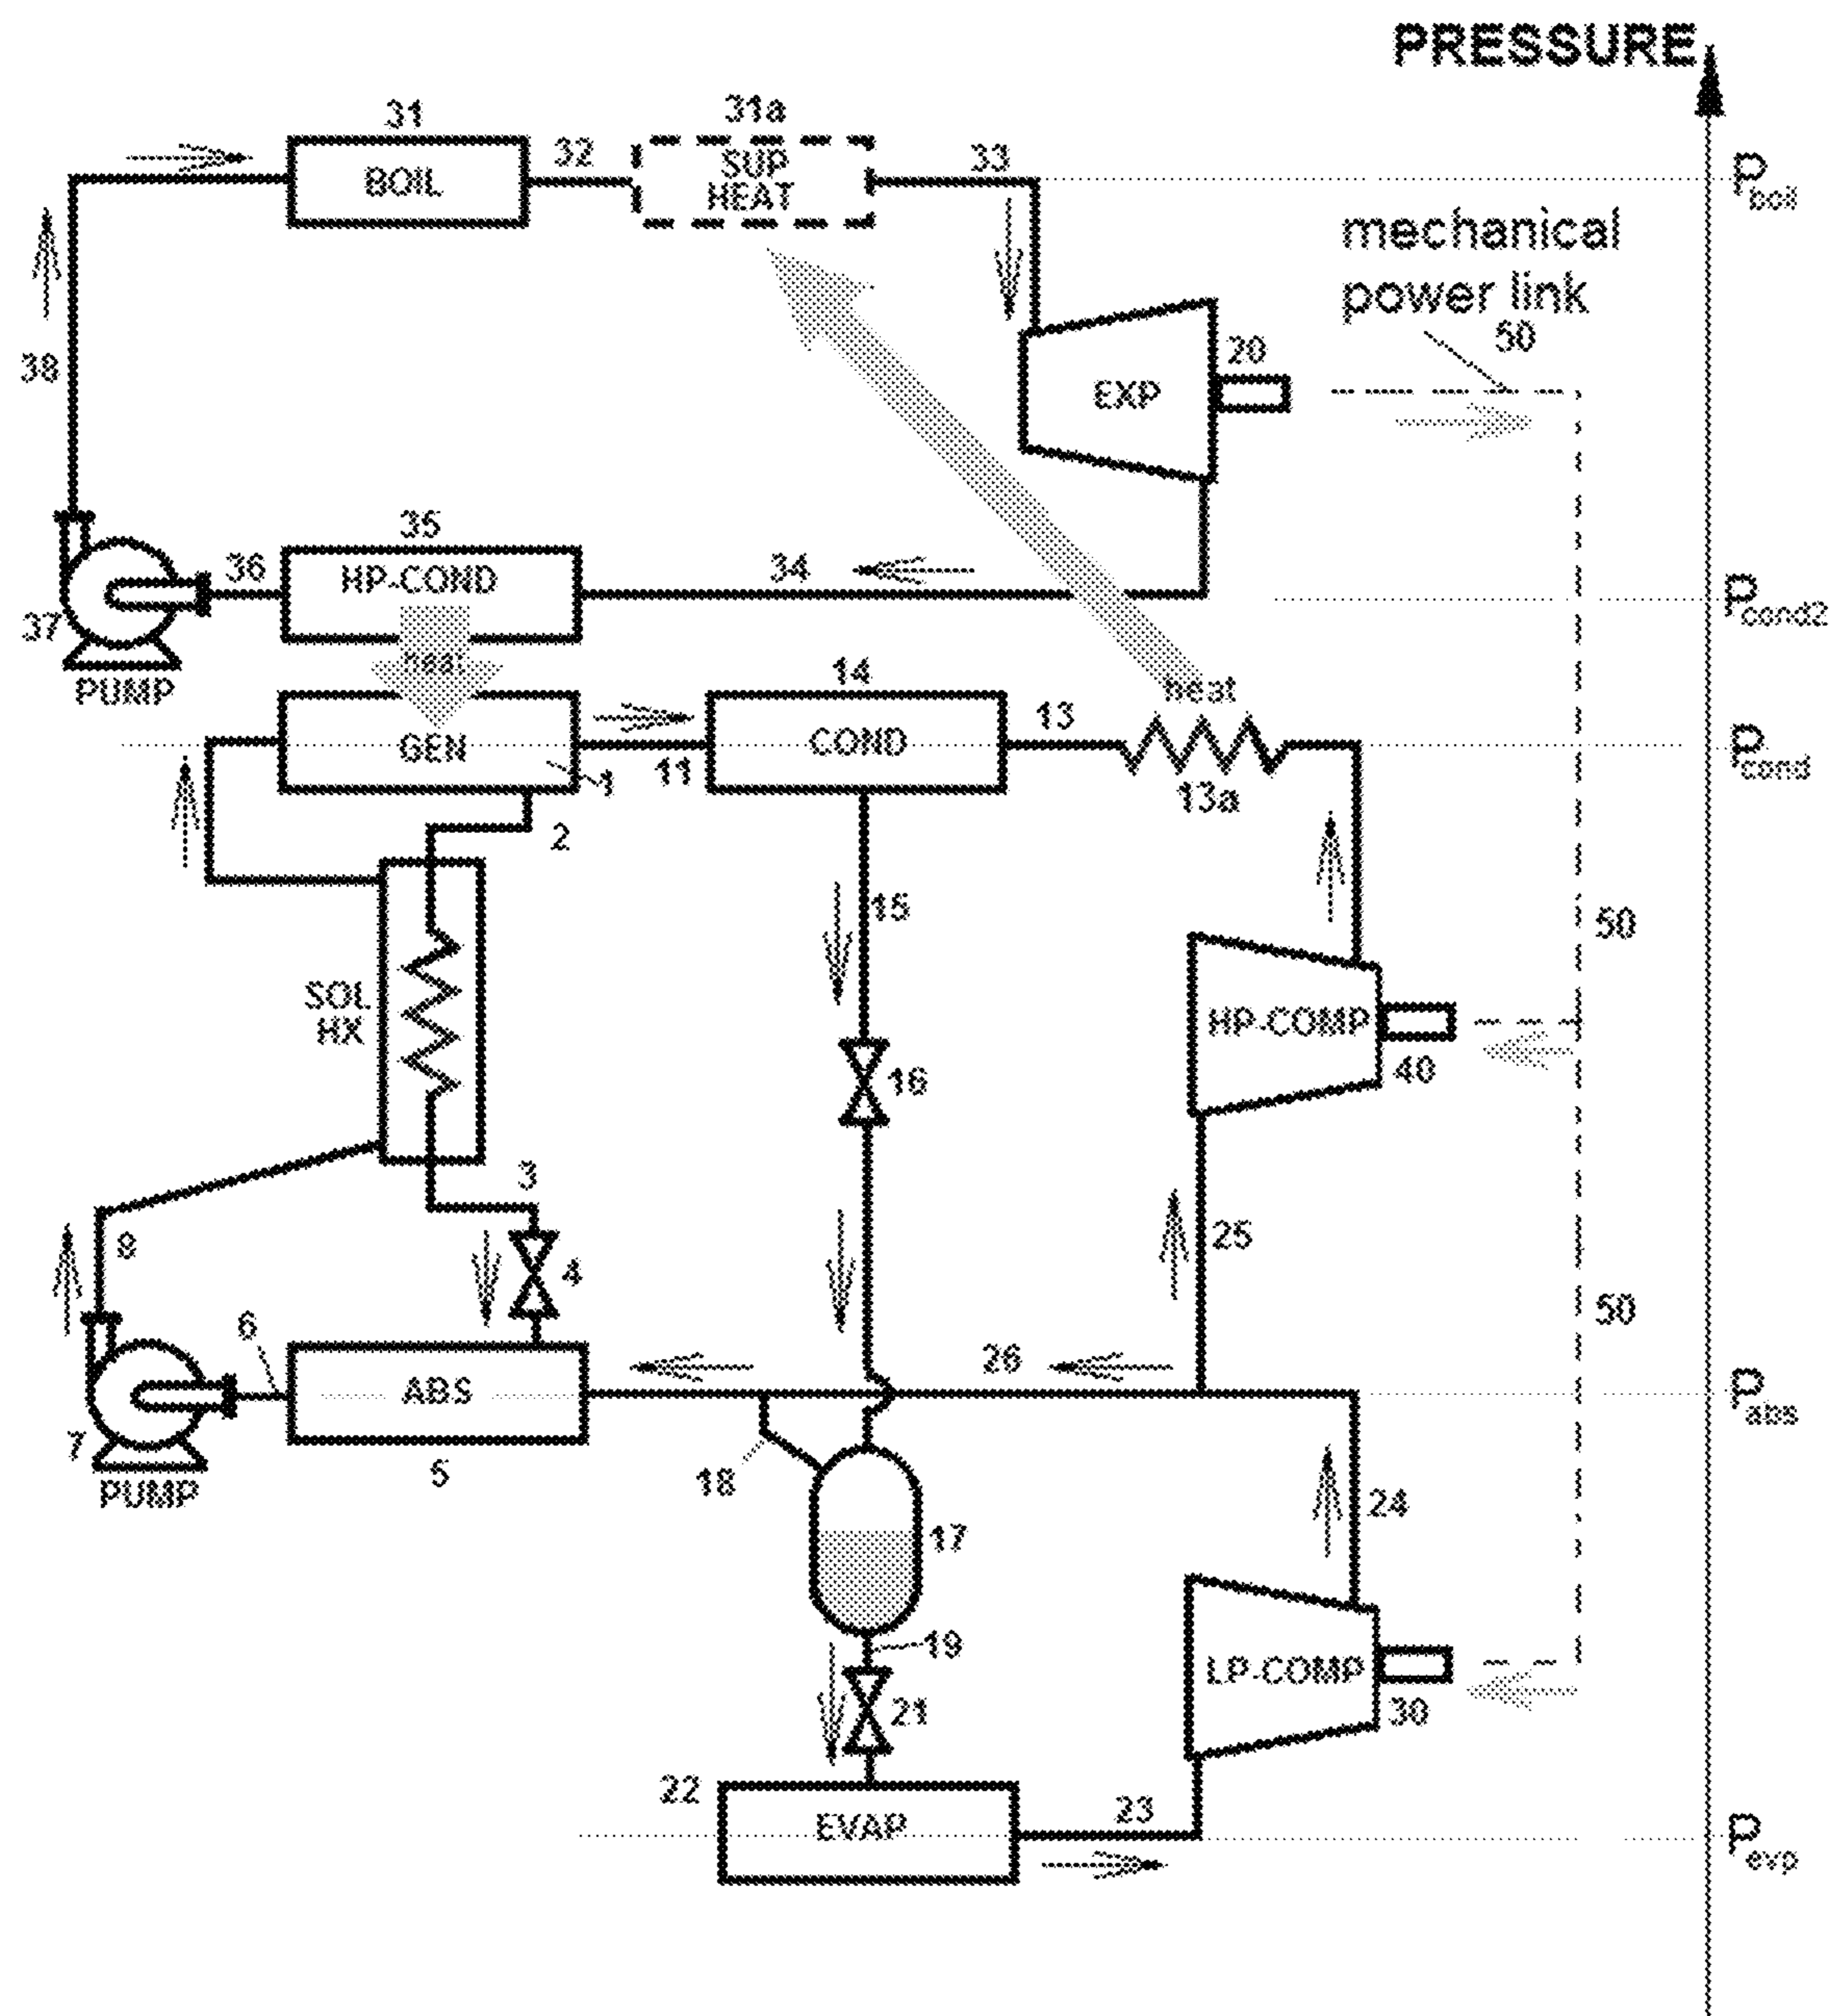 PRESSURE
31
31a
BOIL
32
SUP
HEAT
33
P boil
mechanical
power link
50
38
20
EXP
35
HP-COND
36
34
P cond2
37
PUMP
heat
14
heat
GEN
1
11
COND
13
13a
P cond
2
15
50
SOL
HX
16
HP-COMP
40
3
8
4
25
50
6
26
ABS
P abs
7
PUMP
5
18
17
24
19
LP-COMP
21
30
22
EVAP
23
P evp